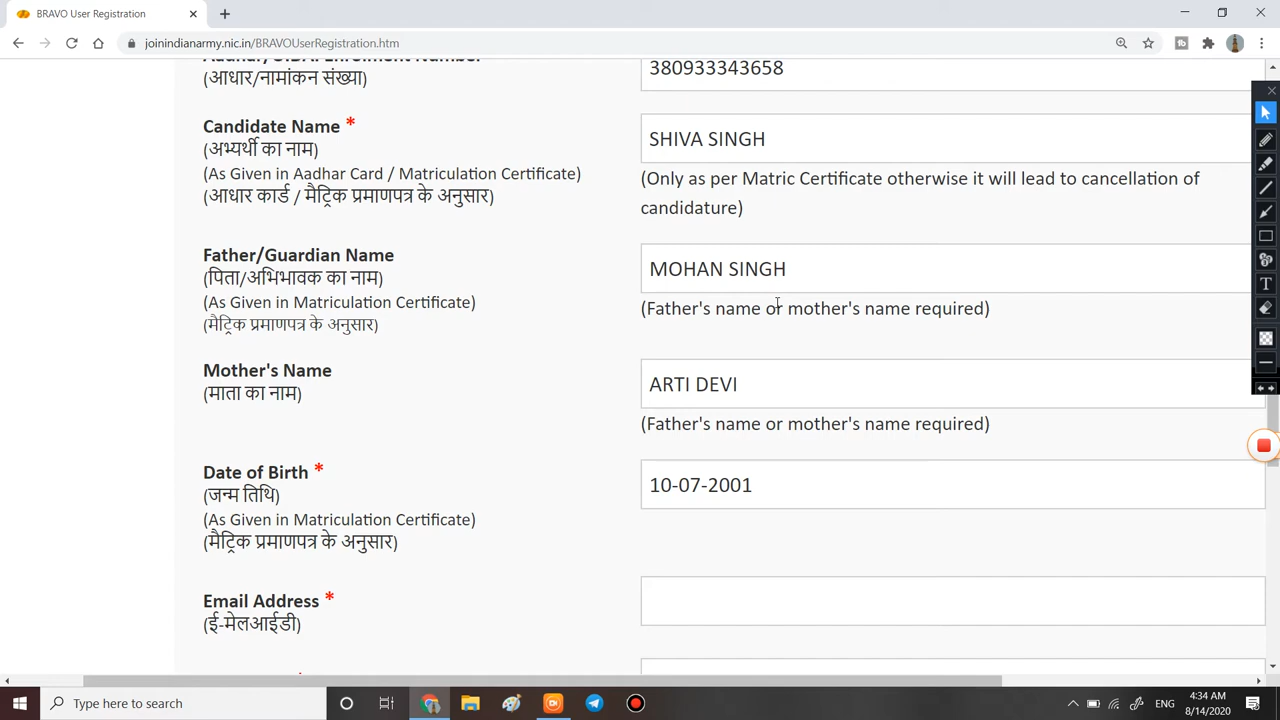 BRAVO User Registration
joinindianarmy.nic.in/BRAVOUserRegistration.htm
(आधार/नामांकन संख्या)
380933343658
Candidate Name *
(अभ्यर्थी का नाम)
(As Given in Aadhar Card / Matriculation Certificate)
(आधार कार्ड / मैट्रिक प्रमाणपत्र के अनुसार)
SHIVA SINGH
(Only as per Matric Certificate otherwise it will lead to cancellation of
candidature)
Father/Guardian Name
(पिता/अभिभावक का नाम)
(As Given in Matriculation Certificate)
(मैट्रिक प्रमाणपत्र के अनुसार)
MOHAN SINGH
(Father's name or mother's name required)
Mother's Name
(माता का नाम)
ARTI DEVI
(Father's name or mother's name required)
Date of Birth *
(जन्म तिथि)
(As Given in Matriculation Certificate)
(मैट्रिक प्रमाणपत्र के अनुसार)
10-07-2001
Email Address *
(ई-मेलआईडी)
Type here to search
ENG
4:34 AM
8/14/2020